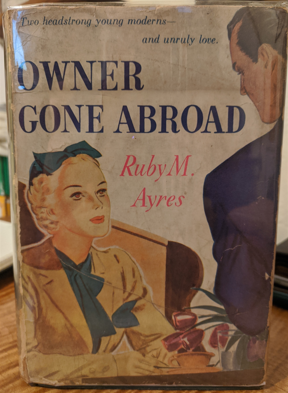 Two headstrong young moderns—
and unruly love.
OWNER
GONE ABROAD
Ruby M.
Ayres